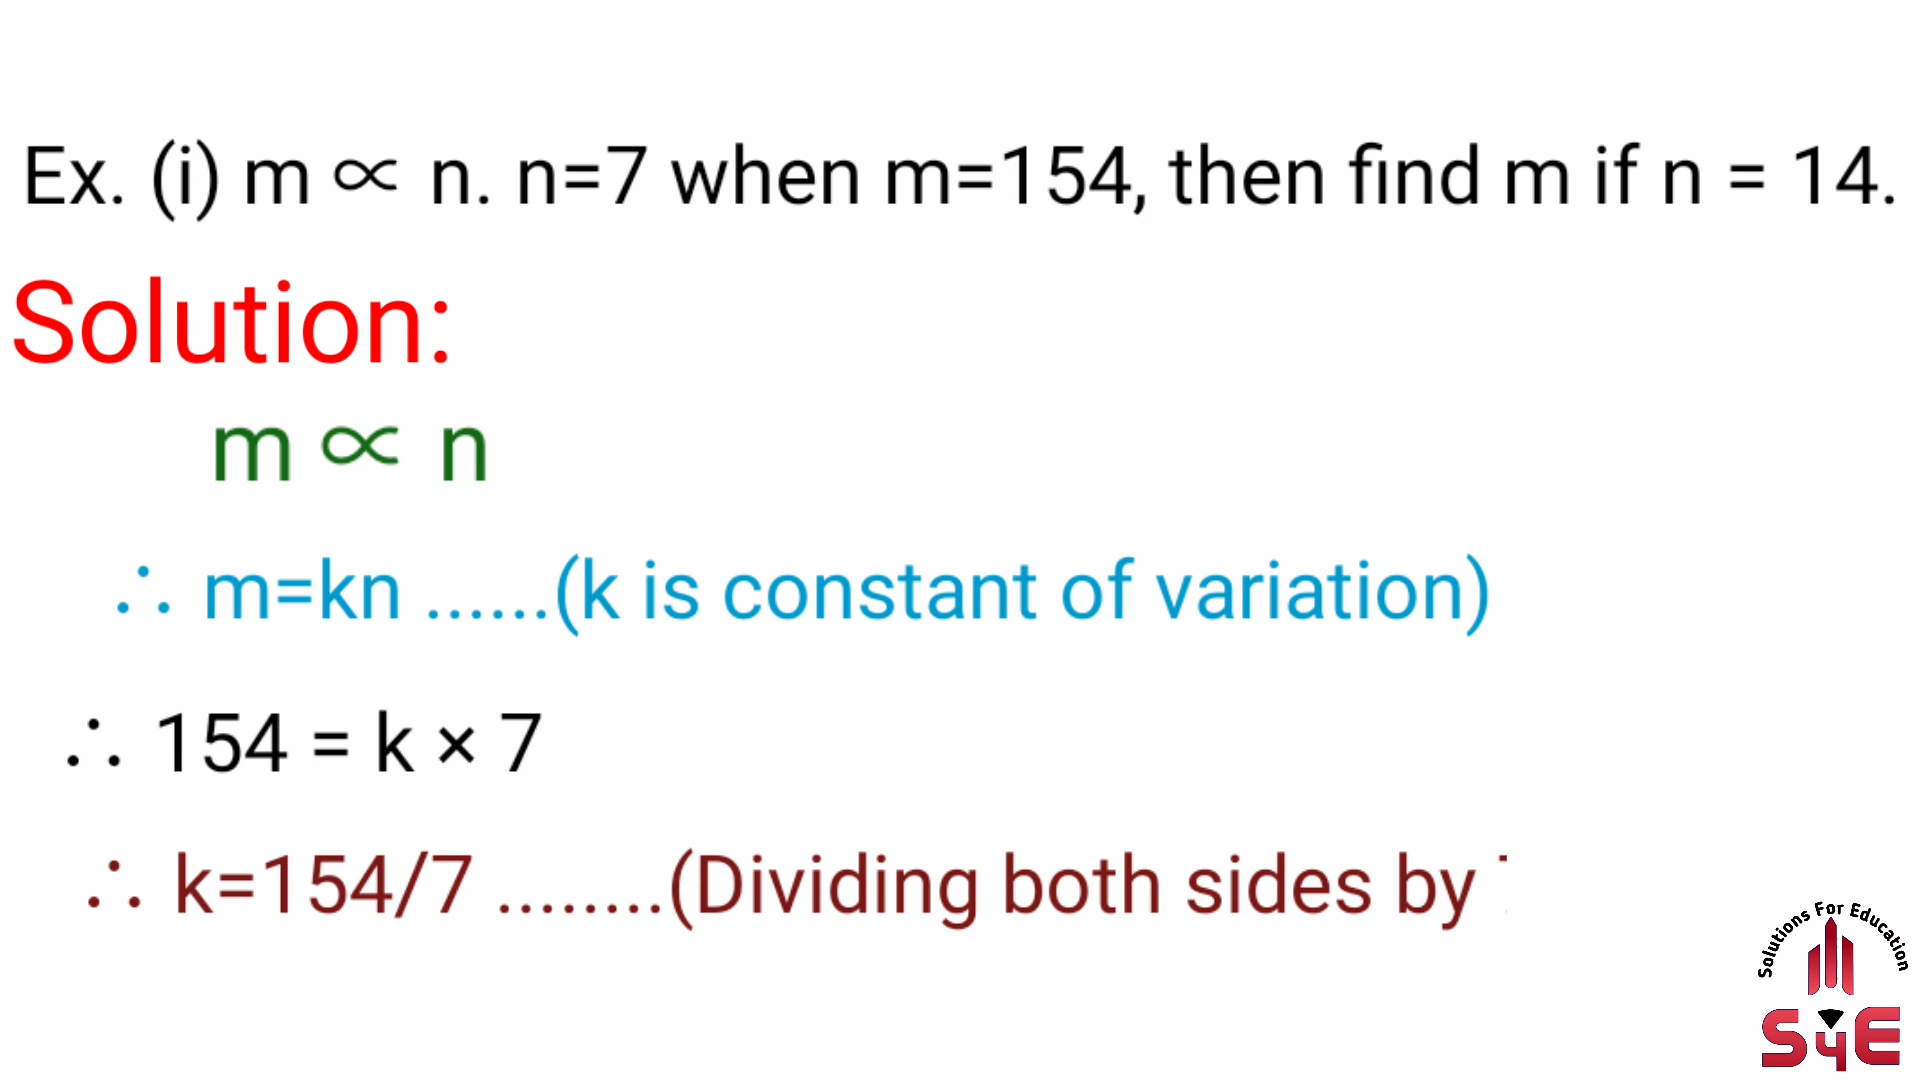 Ex. (i) m ∝ n. n=7 when m=154, then find m if n = 14.
Solution:
m ∝ n
∴ m=kn ......(k is constant of variation)
∴ 154 = k × 7
∴ k=154/7 ........(Dividing both sides by
Solutions For Education
S4E